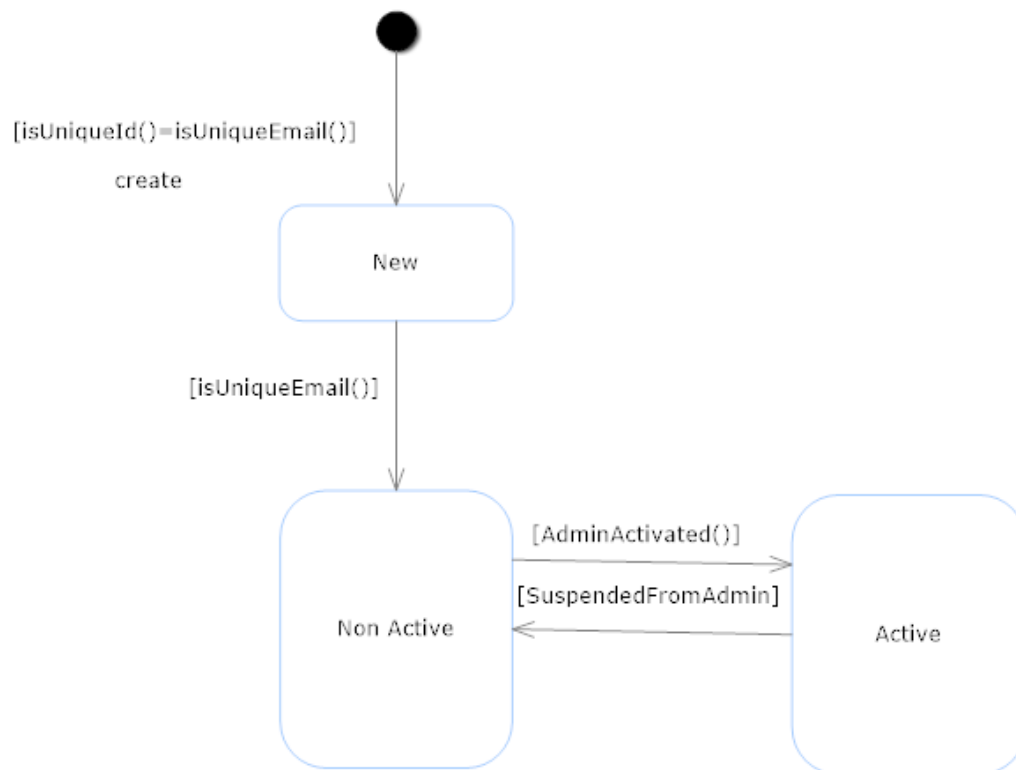 [isUniqueId()=isUniqueEmail()]
create
New
[isUniqueEmail()]
[AdminActivated()]
[SuspendedFromAdmin]
Non Active
Active